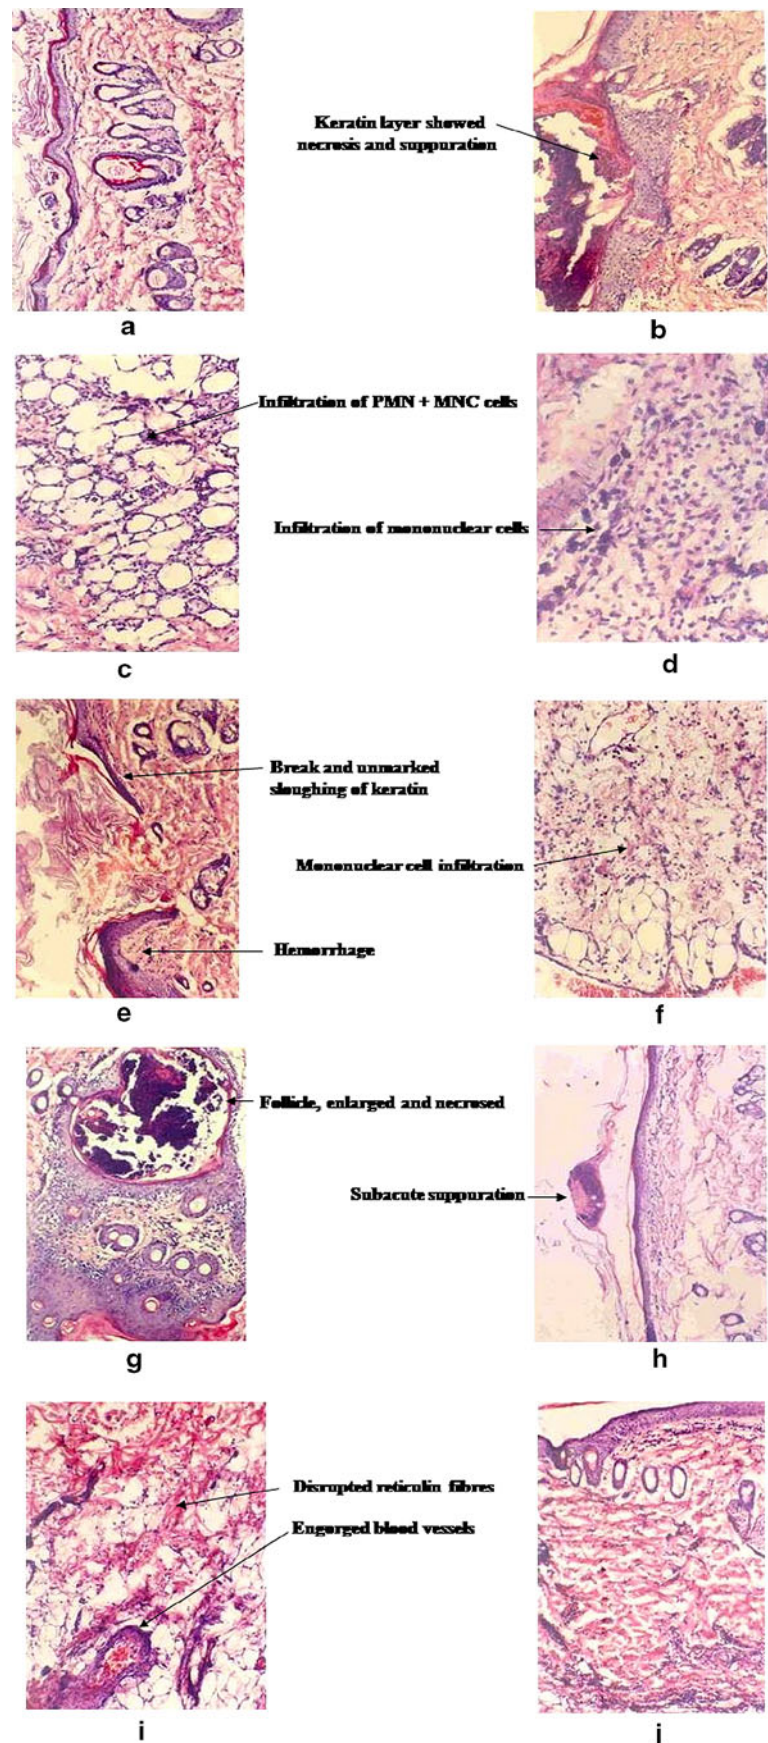 Keratin layer showed
necrosis and suppuration
a
b
Infiltration of PMN + MNC cells
Infiltration of mononuclear cells
c
d
Break and unmarked
sloughing of keratin
Mononuclear cell infiltration
Hemorrhage
e
f
Follicle, enlarged and necrosed
Subacute suppuration
g
h
Disrupted reticulin fibres
Engorged blood vessels
i
j